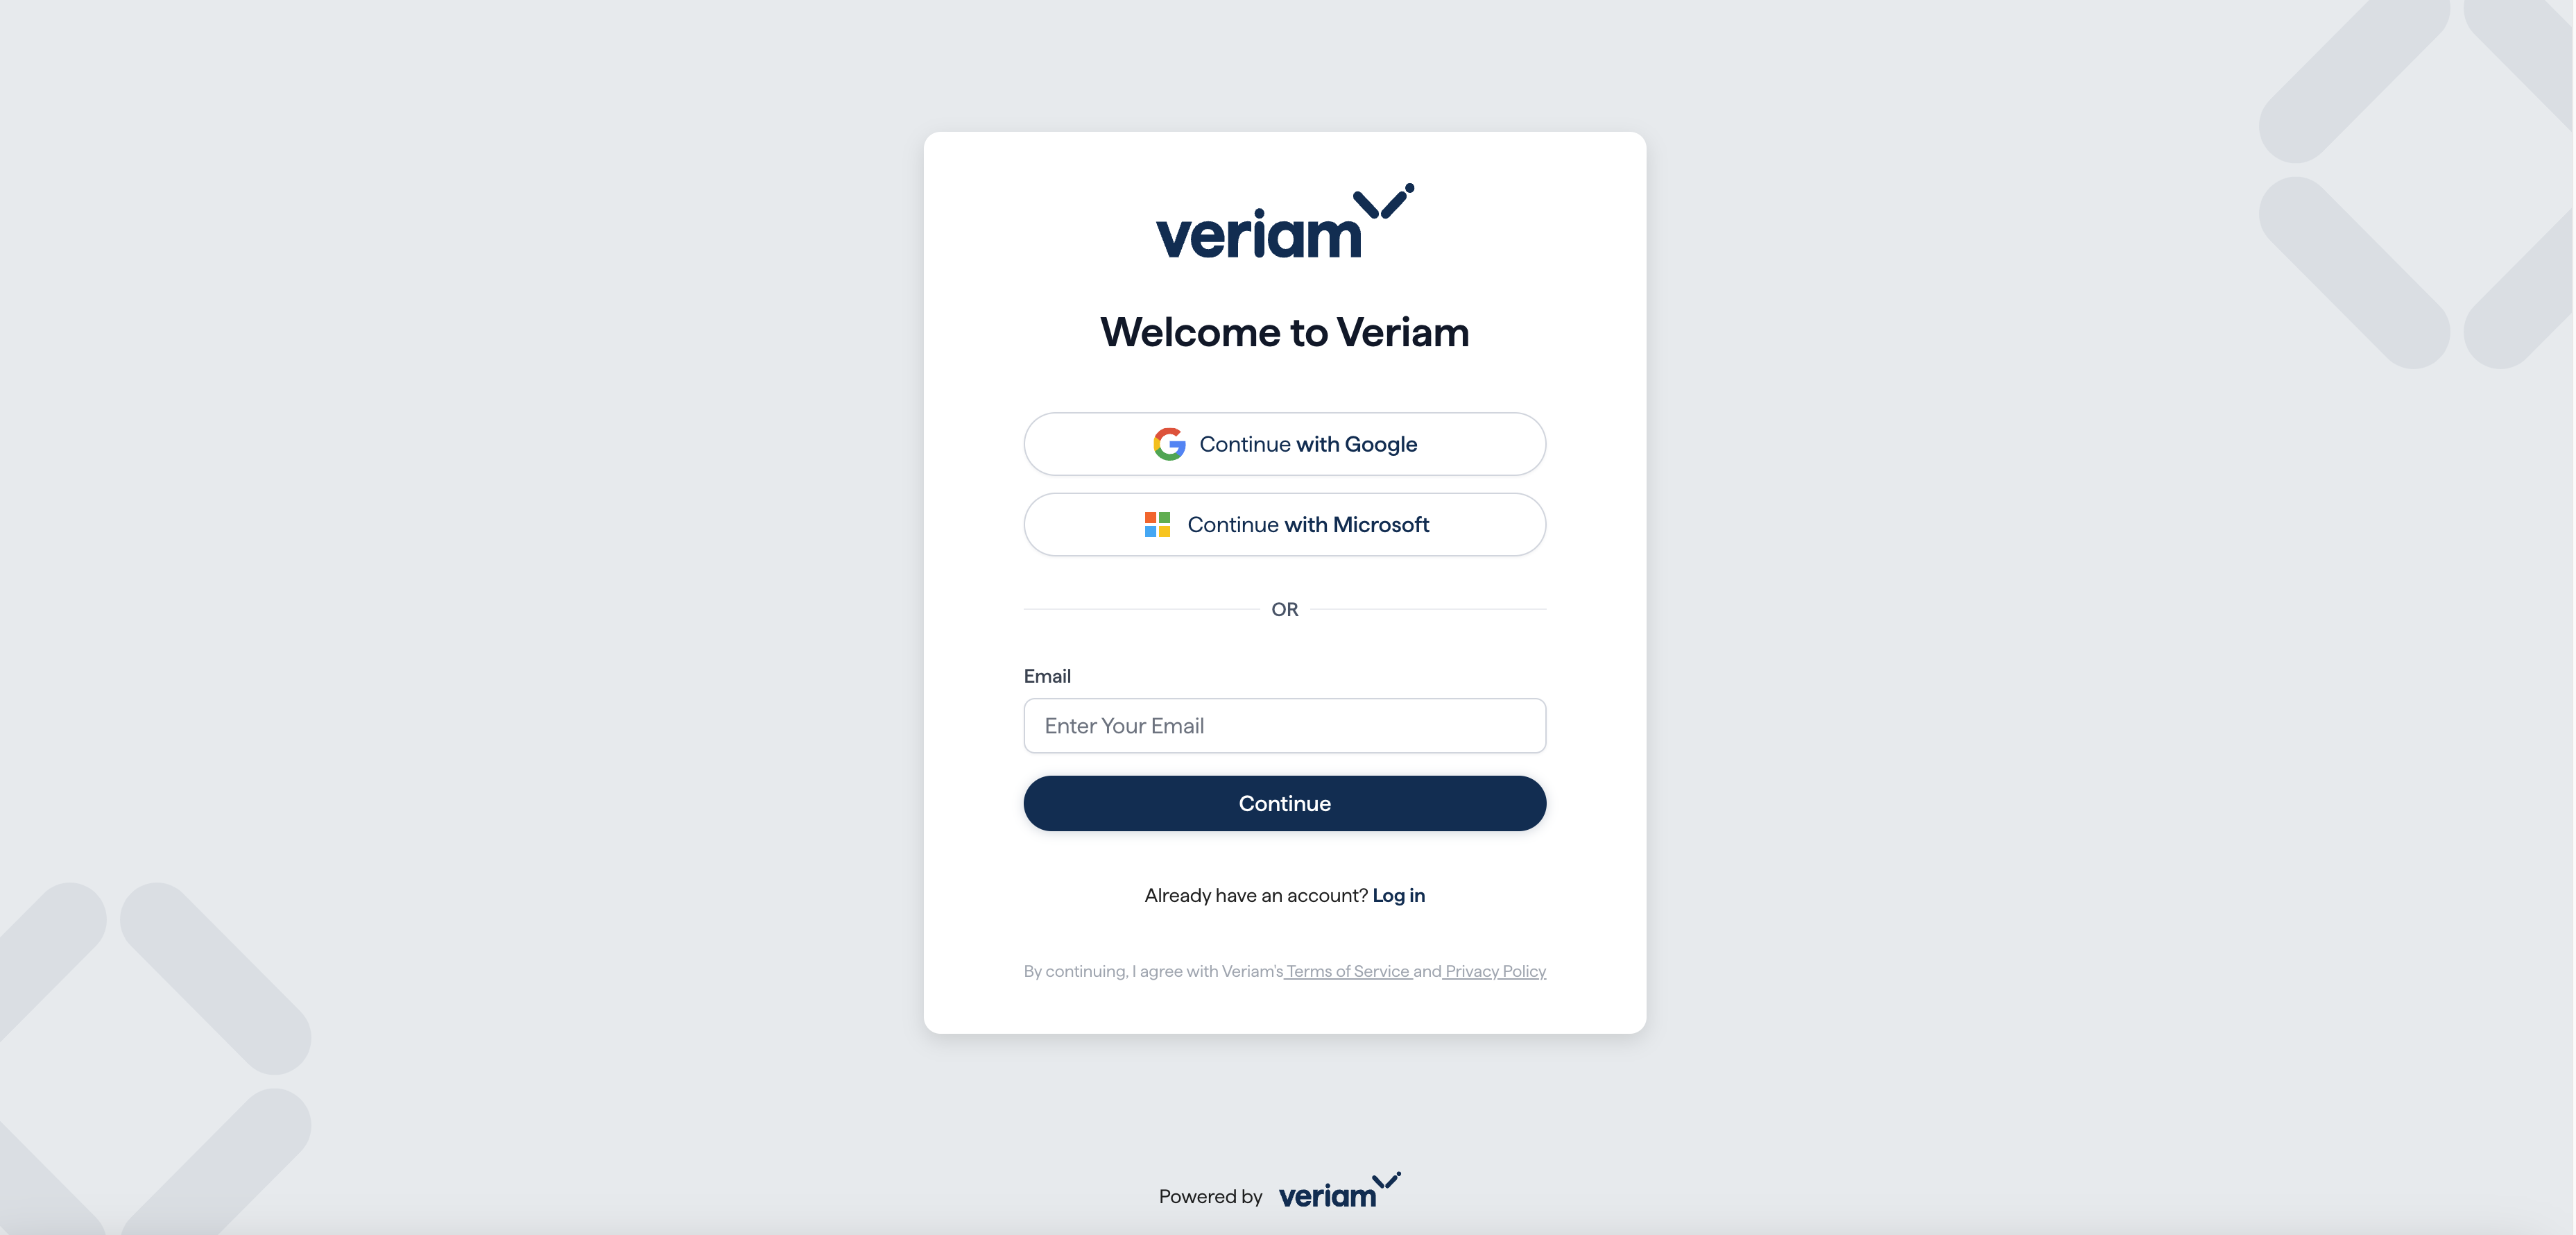 veriam
Welcome to Veriam
Continue with Google
Continue with Microsoft
OR
Email
Enter Your Email
Continue
Already have an account? Log in
By continuing, I agree with Veriam's Terms of Service and Privacy Policy
Powered by veriam